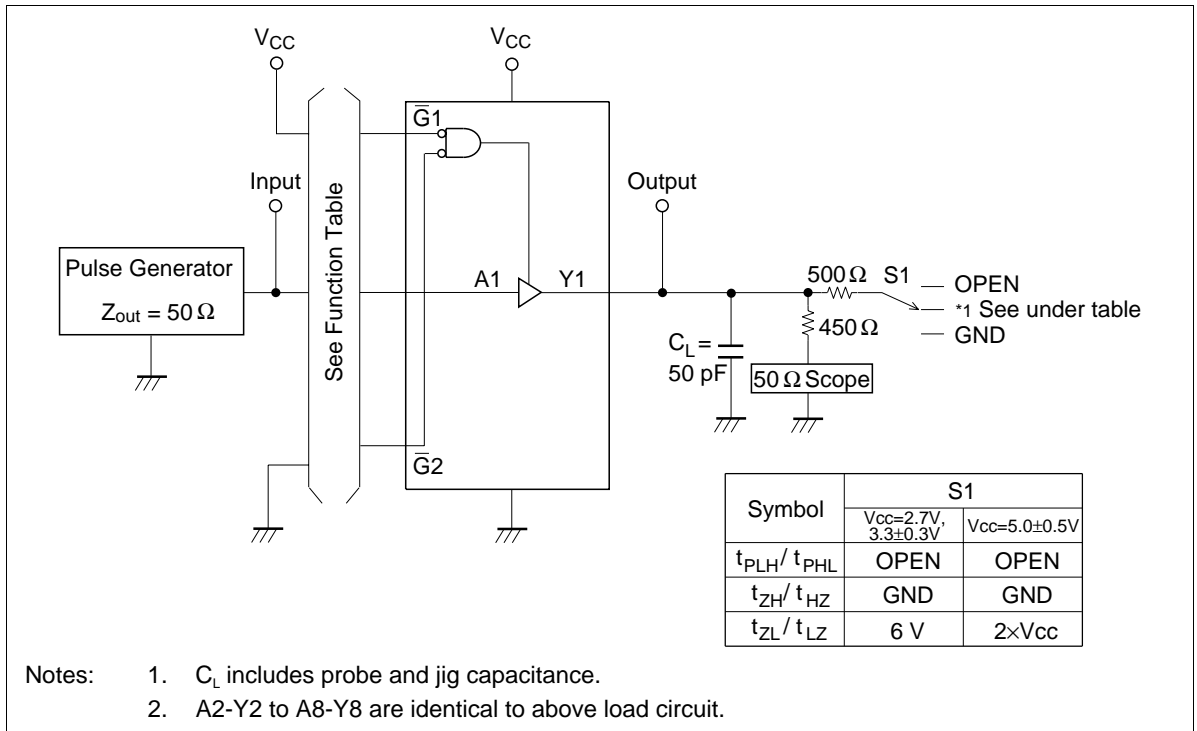 VCC
VCC
G̅1
Input
Output
See Function Table
Pulse Generator
Zout = 50 Ω
A1
Y1
500 Ω
S1
OPEN
*1 See under table
GND
450 Ω
CL =
50 pF
50 Ω Scope
G̅2
Symbol
S1
Vcc=2.7V,
3.3±0.3V
Vcc=5.0±0.5V
tPLH / tPHL
OPEN
OPEN
tZH / tHZ
GND
GND
tZL / tLZ
6 V
2×Vcc
Notes: 1. CL includes probe and jig capacitance.
2. A2-Y2 to A8-Y8 are identical to above load circuit.